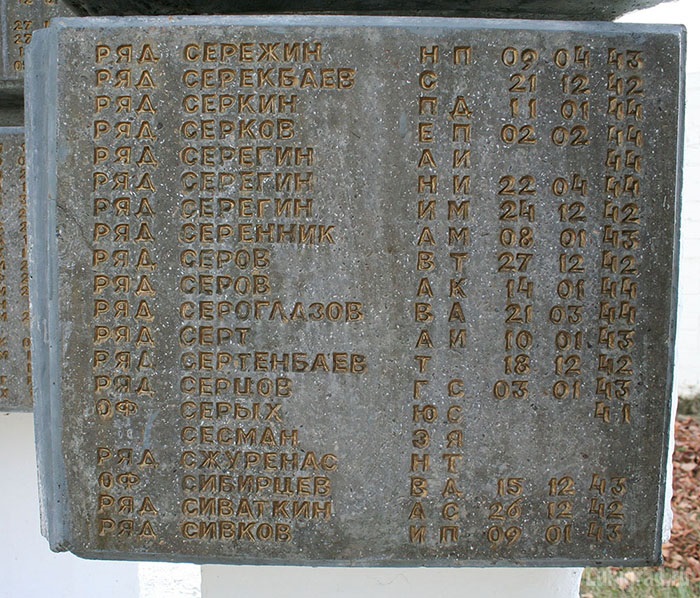 РЯД СЕРЕЖИН Н П 09 04 43
РЯД СЕРЕКБАЕВ С 21 12 42
РЯД СЕРКИН П Д 11 01 44
РЯД СЕРКОВ Е П 02 02 44
РЯД СЕРЕГИН А И 44
РЯД СЕРЕГИН Н И 22 04 44
РЯД СЕРЕГИН И М 24 12 42
РЯД СЕРЕННИК А М 08 01 43
РЯД СЕРОВ В Т 27 12 42
РЯД СЕРОВ А К 14 01 44
РЯД СЕРОГЛАЗОВ В А 21 03 44
РЯД СЕРТ А И 10 01 43
РЯД СЕРТЕНБАЕВ Т 18 12 42
РЯД СЕРЦОВ Г С 03 01 43
ОФ СЕРЫХ Ю С 41
СЕСМАН Э Я
РЯД СЖУРЕНАС Н Т
ОФ СИБИРЦЕВ В А 15 12 43
РЯД СИВАТКИН А С 26 12 42
РЯД СИВКОВ И П 09 01 43